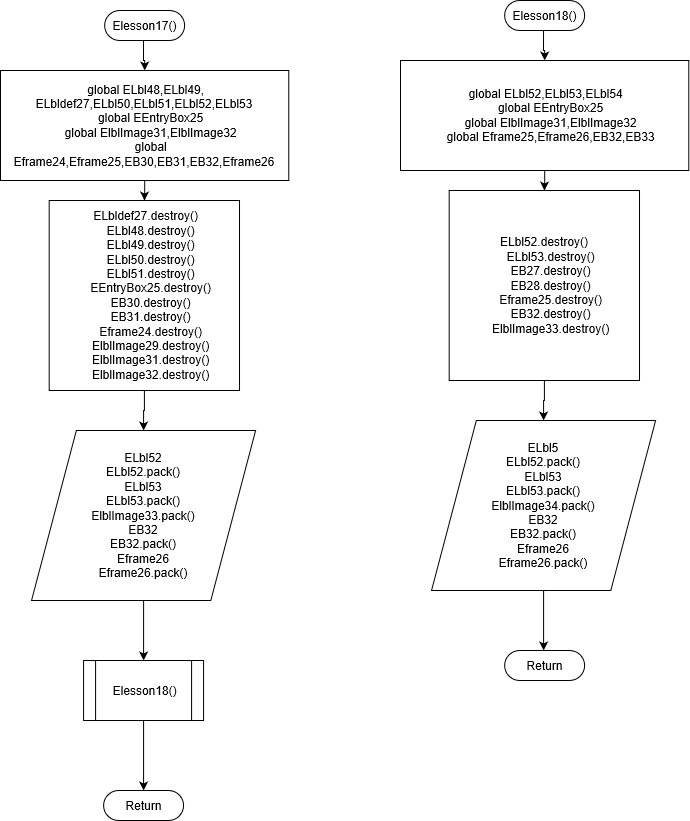 Elesson17()
global ELbl48,ELbl49,
ELbldef27,ELbl50,ELbl51,ELbl52,ELbl53
global EEntryBox25
global ElblImage31,ElblImage32
global
Eframe24,Eframe25,EB30,EB31,EB32,Eframe26
ELbldef27.destroy()
ELbl48.destroy()
ELbl49.destroy()
ELbl50.destroy()
ELbl51.destroy()
EEntryBox25.destroy()
EB30.destroy()
EB31.destroy()
Eframe24.destroy()
ElblImage29.destroy()
ElblImage31.destroy()
ElblImage32.destroy()
ELbl52
ELbl52.pack()
ELbl53
ELbl53.pack()
ElblImage33.pack()
EB32
EB32.pack()
Eframe26
Eframe26.pack()
Elesson18()
Return
Elesson18()
global ELbl52,ELbl53,ELbl54
global EEntryBox25
global ElblImage31,ElblImage32
global Eframe25,Eframe26,EB32,EB33
ELbl52.destroy()
ELbl53.destroy()
EB27.destroy()
EB28.destroy()
Eframe25.destroy()
EB32.destroy()
ElblImage33.destroy()
ELbl5
ELbl52.pack()
ELbl53
ELbl53.pack()
ElblImage34.pack()
EB32
EB32.pack()
Eframe26
Eframe26.pack()
Return